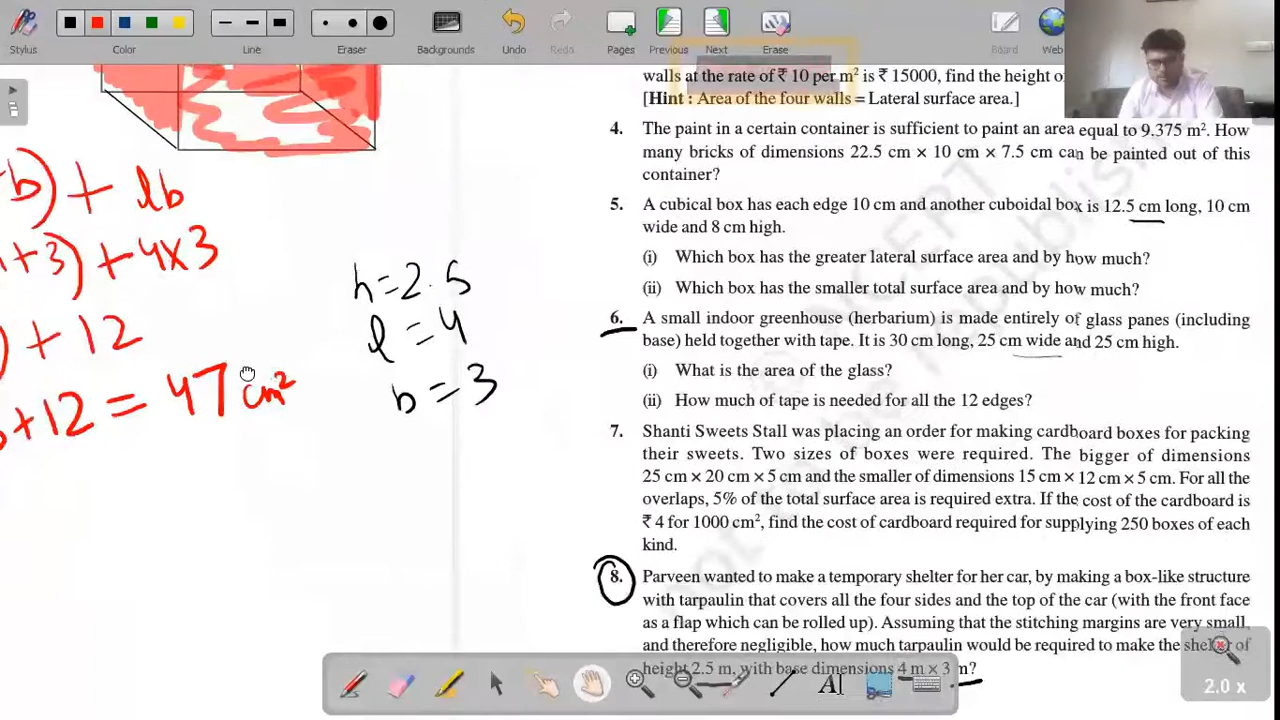 Stylus
Color
Line
Eraser
Backgrounds
Undo
Redo
Pages
Previous
Next
Erase
Board
Web
b) + lb
+3) + 4x3
) + 12
+12 = 47 cm²
h=2.5
l = 4
b = 3
walls at the rate of ₹ 10 per m² is ₹ 15000, find the height o
[Hint : Area of the four walls = Lateral surface area.]
4. The paint in a certain container is sufficient to paint an area equal to 9.375 m². How
many bricks of dimensions 22.5 cm × 10 cm × 7.5 cm can be painted out of this
container?
5. A cubical box has each edge 10 cm and another cuboidal box is 12.5 cm long, 10 cm
wide and 8 cm high.
(i) Which box has the greater lateral surface area and by how much?
(ii) Which box has the smaller total surface area and by how much?
6. A small indoor greenhouse (herbarium) is made entirely of glass panes (including
base) held together with tape. It is 30 cm long, 25 cm wide and 25 cm high.
(i) What is the area of the glass?
(ii) How much of tape is needed for all the 12 edges?
7. Shanti Sweets Stall was placing an order for making cardboard boxes for packing
their sweets. Two sizes of boxes were required. The bigger of dimensions
25 cm × 20 cm × 5 cm and the smaller of dimensions 15 cm × 12 cm × 5 cm. For all the
overlaps, 5% of the total surface area is required extra. If the cost of the cardboard is
₹ 4 for 1000 cm², find the cost of cardboard required for supplying 250 boxes of each
kind.
8. Parveen wanted to make a temporary shelter for her car, by making a box-like structure
with tarpaulin that covers all the four sides and the top of the car (with the front face
as a flap which can be rolled up). Assuming that the stitching margins are very small,
and therefore negligible, how much tarpaulin would be required to make the shelter of
height 2.5 m, with base dimensions 4 m × 3 m?
2.0 x